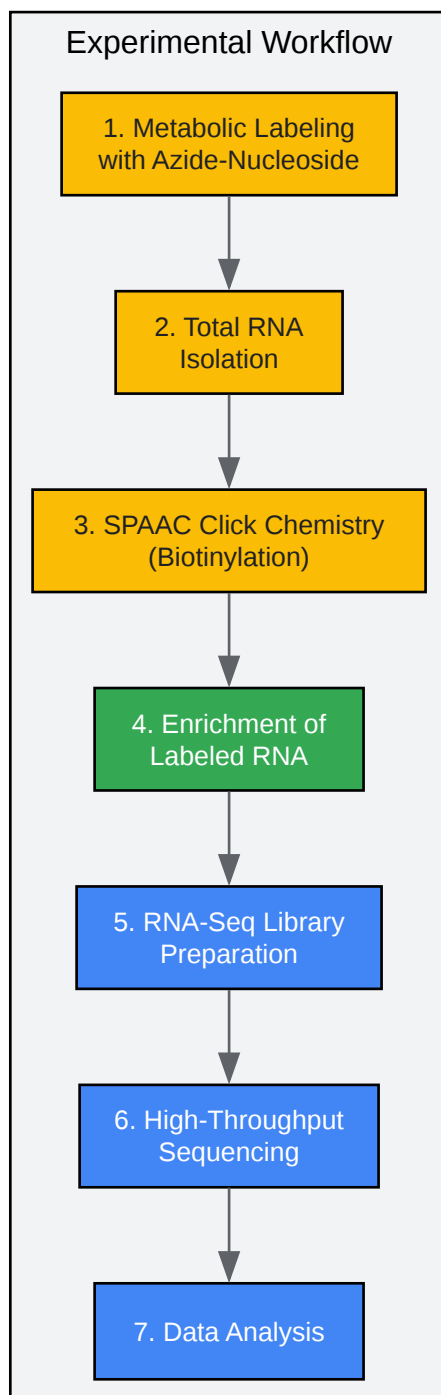 Experimental Workflow
1. Metabolic Labeling
with Azide-Nucleoside
2. Total RNA
Isolation
3. SPAAC Click Chemistry
(Biotinylation)
4. Enrichment of
Labeled RNA
5. RNA-Seq Library
Preparation
6. High-Throughput
Sequencing
7. Data Analysis